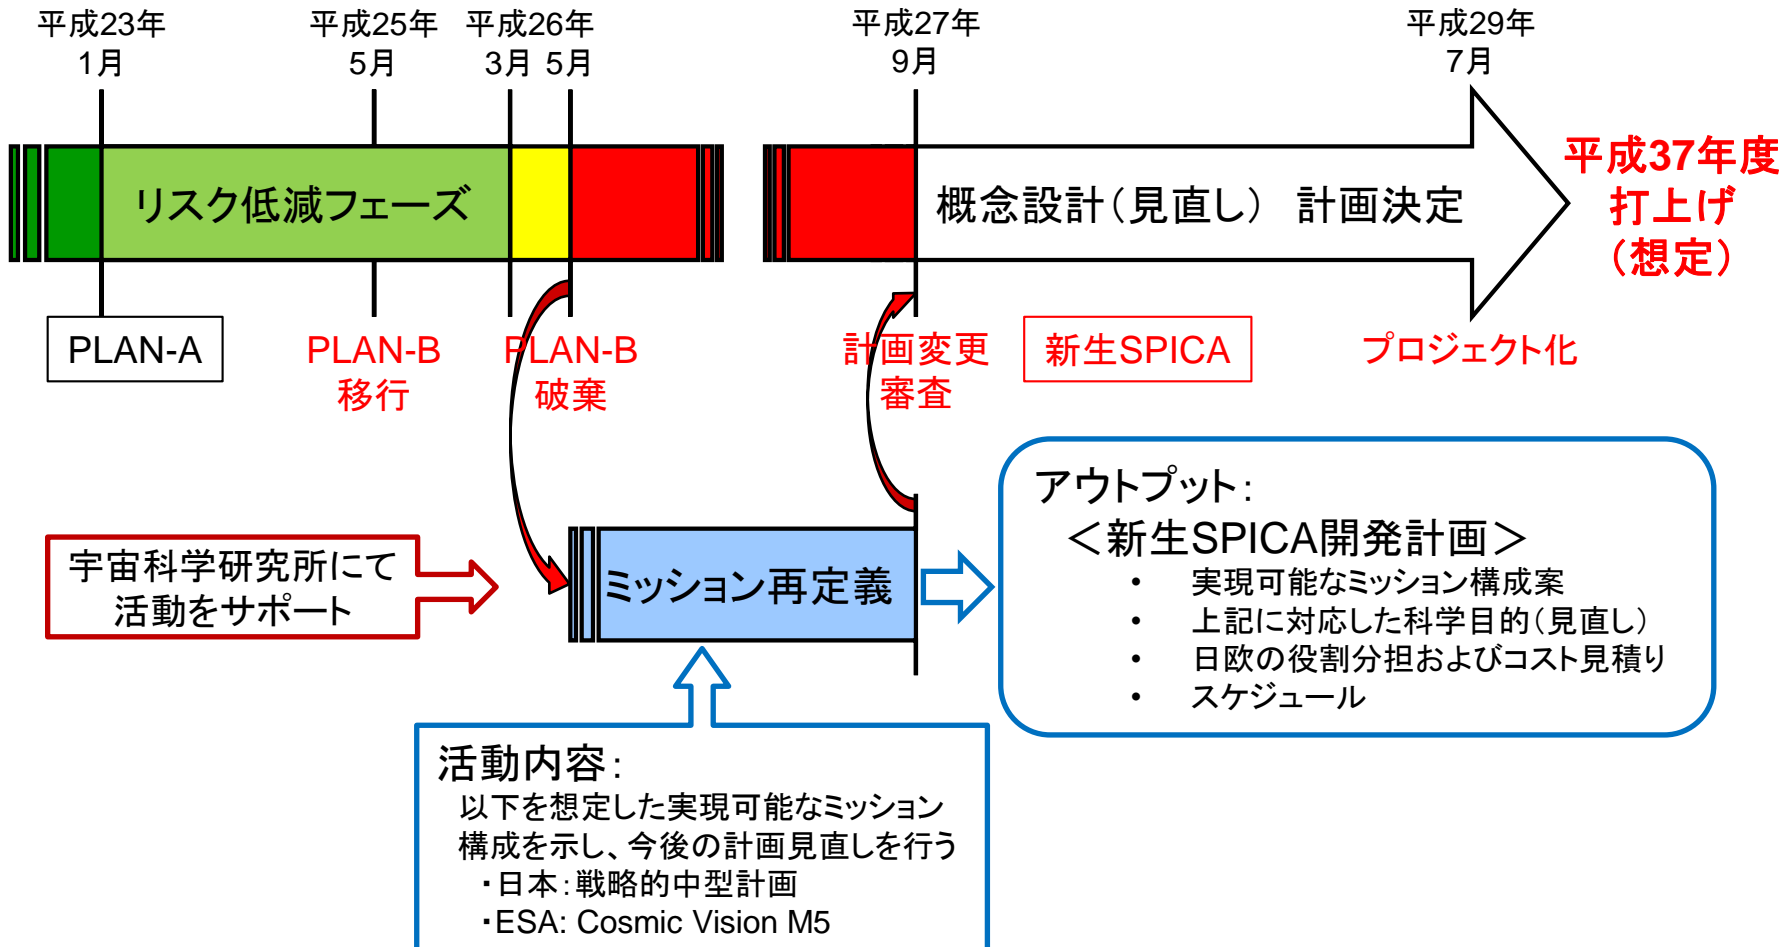 平成23年
1月
平成25年
5月
平成26年
3月 5月
平成27年
9月
平成29年
7月
リスク低減フェーズ
概念設計（見直し） 計画決定
平成37年度
打上げ
（想定）
PLAN-A
PLAN-B
移行
PLAN-B
破棄
計画変更
審査
新生SPICA
プロジェクト化
宇宙科学研究所にて
活動をサポート
ミッション再定義
アウトプット：
＜新生SPICA開発計画＞
• 実現可能なミッション構成案
• 上記に対応した科学目的（見直し）
• 日欧の役割分担およびコスト見積り
• スケジュール
活動内容：
以下を想定した実現可能なミッション
構成を示し、今後の計画見直しを行う
・日本：戦略的中型計画
・ESA: Cosmic Vision M5